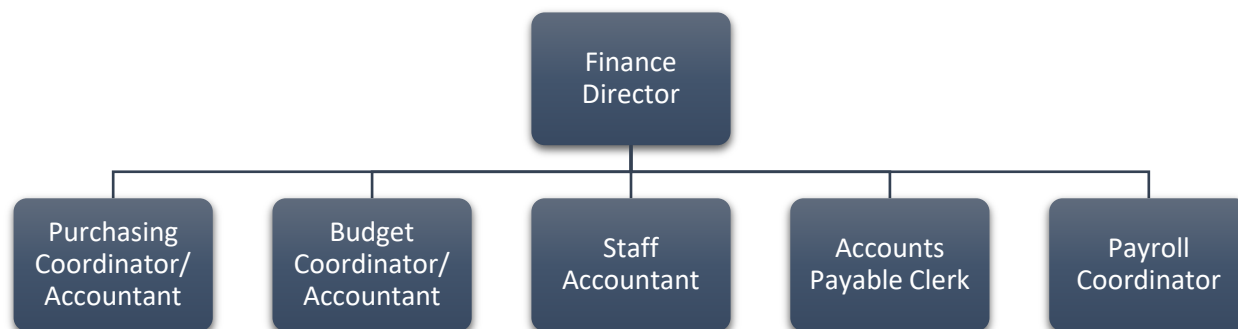 Finance
Director
Purchasing
Coordinator/
Accountant
Budget
Coordinator/
Accountant
Staff
Accountant
Accounts
Payable Clerk
Payroll
Coordinator